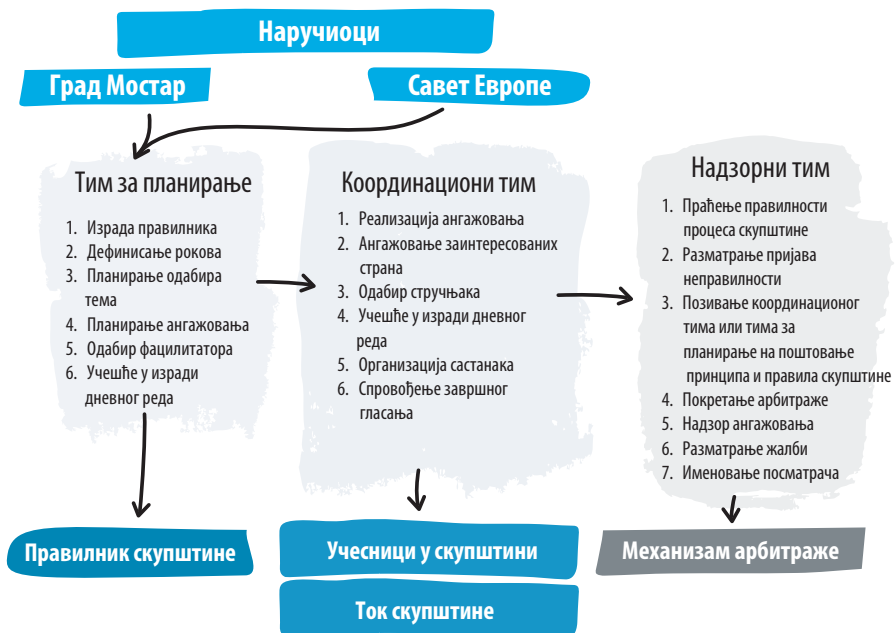 Наручиоци
Град Мостар
Савет Европе
Тим за планирање
1. Израда правилника
2. Дефинисање рокова
3. Планирање одабира
тема
4. Планирање ангажовања
5. Одабир фацилитатора
6. Учешће у изради
дневног реда
Координациони тим
1. Реализација ангажовања
2. Ангажовање заинтересованих
страна
3. Одабир стручњака
4. Учешће у изради дневног
реда
5. Организација састанака
6. Спровођење завршног
гласања
Надзорни тим
1. Праћење правилности
процеса скупштине
2. Разматрање пријава
неправилности
3. Позивање координационог
тима или тима за
планирање на поштовање
принципа и правила скупштине
4. Покретање арбитраже
5. Надзор ангажовања
6. Разматрање жалби
7. Именовање посматрача
Правилник скупштине
Учесници у скупштини
Ток скупштине
Механизам арбитраже